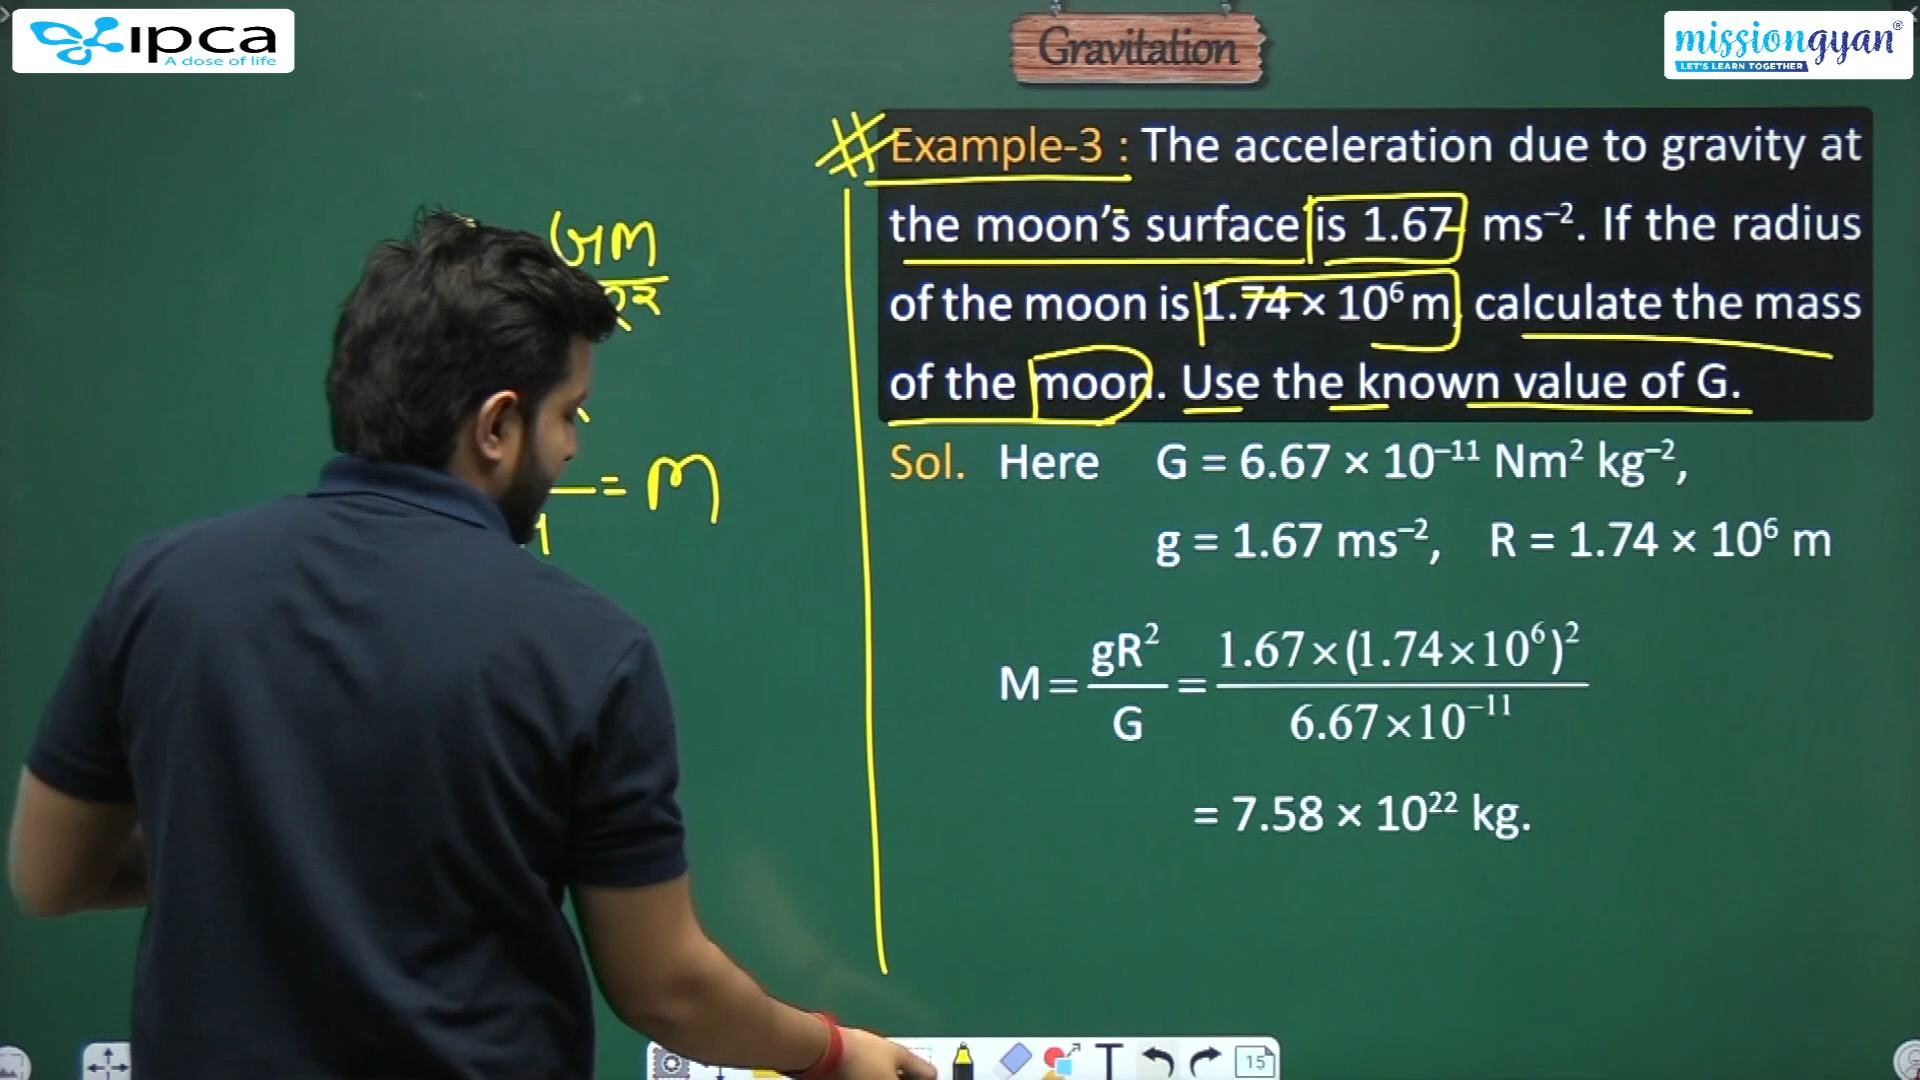 ipca
A dose of life
Gravitation
missiongyan®
LET'S LEARN TOGETHER
Example-3 : The acceleration due to gravity at
the moon's surface is 1.67 ms⁻². If the radius
of the moon is 1.74 × 10⁶ m, calculate the mass
of the moon. Use the known value of G.
Sol. Here G = 6.67 × 10⁻¹¹ Nm² kg⁻²,
g = 1.67 ms⁻², R = 1.74 × 10⁶ m
M = gR²/G = 1.67×(1.74×10⁶)²/6.67×10⁻¹¹
= 7.58 × 10²² kg.
GM
= M
T
15